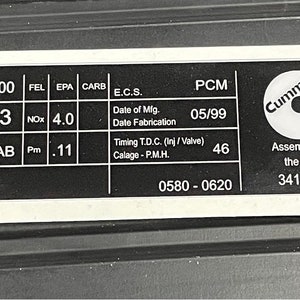 00 FEL EPA CARB E.C.S. PCM
3 NOx 4.0 Date of Mfg.
Date Fabrication 05/99
AB Pm .11 Timing T.D.C. (Inj / Valve)
Calage - P.M.H. 46
0580 - 0620
Cumm
Assem
the
341